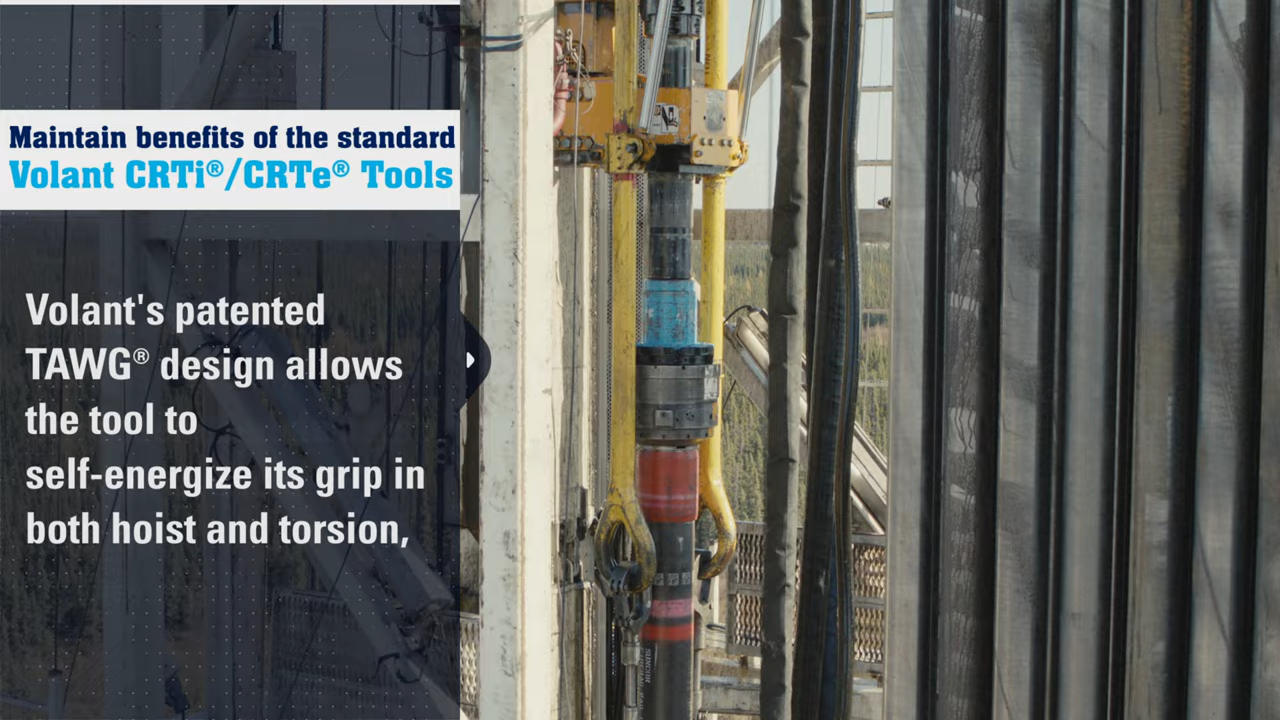 Maintain benefits of the standard
Volant CRTi®/CRTe® Tools
Volant's patented
TAWG® design allows
the tool to
self-energize its grip in
both hoist and torsion,